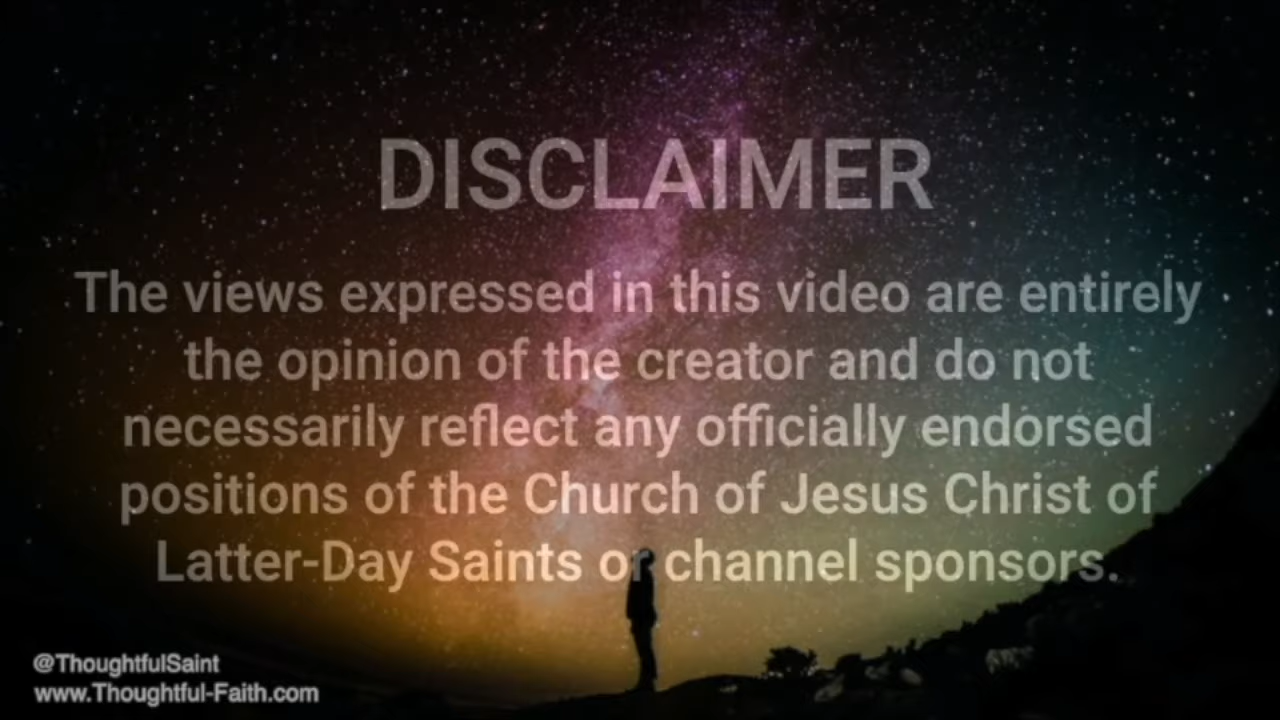 DISCLAIMER
The views expressed in this video are entirely
the opinion of the creator and do not
necessarily reflect any officially endorsed
positions of the Church of Jesus Christ of
Latter-Day Saints or channel sponsors.
@ThoughtfulSaint
www.Thoughtful-Faith.com